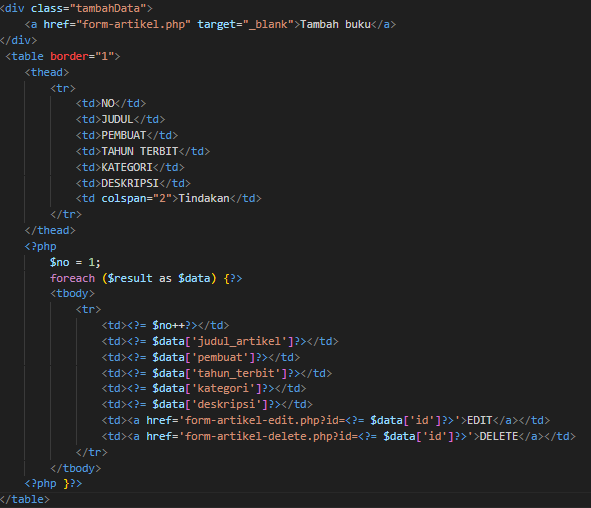 <div class="tambahData">
<a href="form-artikel.php" target="_blank">Tambah buku</a>
</div>
<table border="1">
<thead>
<tr>
<td>NO</td>
<td>JUDUL</td>
<td>PEMBUAT</td>
<td>TAHUN TERBIT</td>
<td>KATEGORI</td>
<td>DESKRIPSI</td>
<td colspan="2">Tindakan</td>
</tr>
</thead>
<?php
$no = 1;
foreach ($result as $data) {?>
<tbody>
<tr>
<td><?= $no++?></td>
<td><?= $data['judul_artikel']?></td>
<td><?= $data['pembuat']?></td>
<td><?= $data['tahun_terbit']?></td>
<td><?= $data['kategori']?></td>
<td><?= $data['deskripsi']?></td>
<td><a href='form-artikel-edit.php?id=<?= $data['id']?>'>EDIT</a></td>
<td><a href='form-artikel-delete.php?id=<?= $data['id']?>'>DELETE</a></td>
</tr>
</tbody>
<?php }?>
</table>